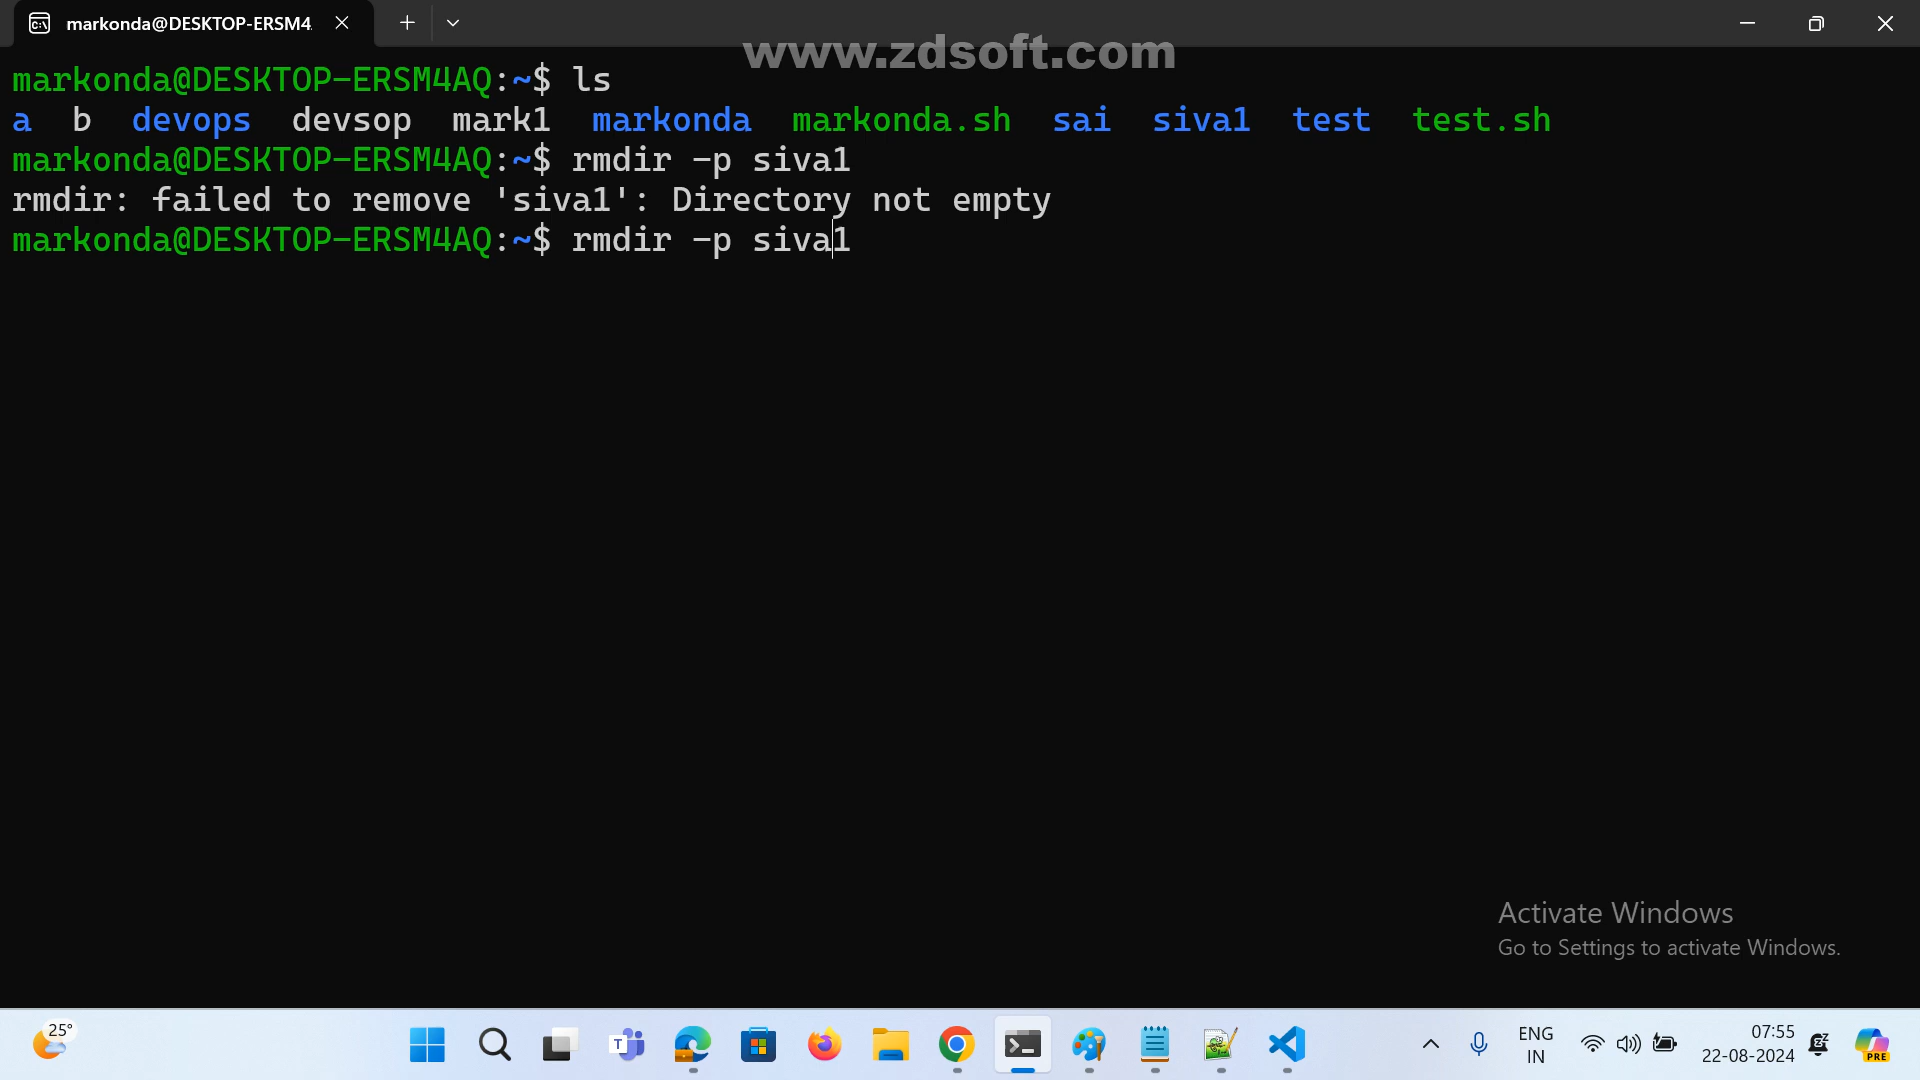 markonda@DESKTOP-ERSM4
www.zdsoft.com
markonda@DESKTOP-ERSM4AQ:~$ ls
a b devops devsop mark1 markonda markonda.sh sai siva1 test test.sh
markonda@DESKTOP-ERSM4AQ:~$ rmdir -p siva1
rmdir: failed to remove 'siva1': Directory not empty
markonda@DESKTOP-ERSM4AQ:~$ rmdir -p siva1
Activate Windows
Go to Settings to activate Windows.
25°
ENG
IN
07:55
22-08-2024
PRE